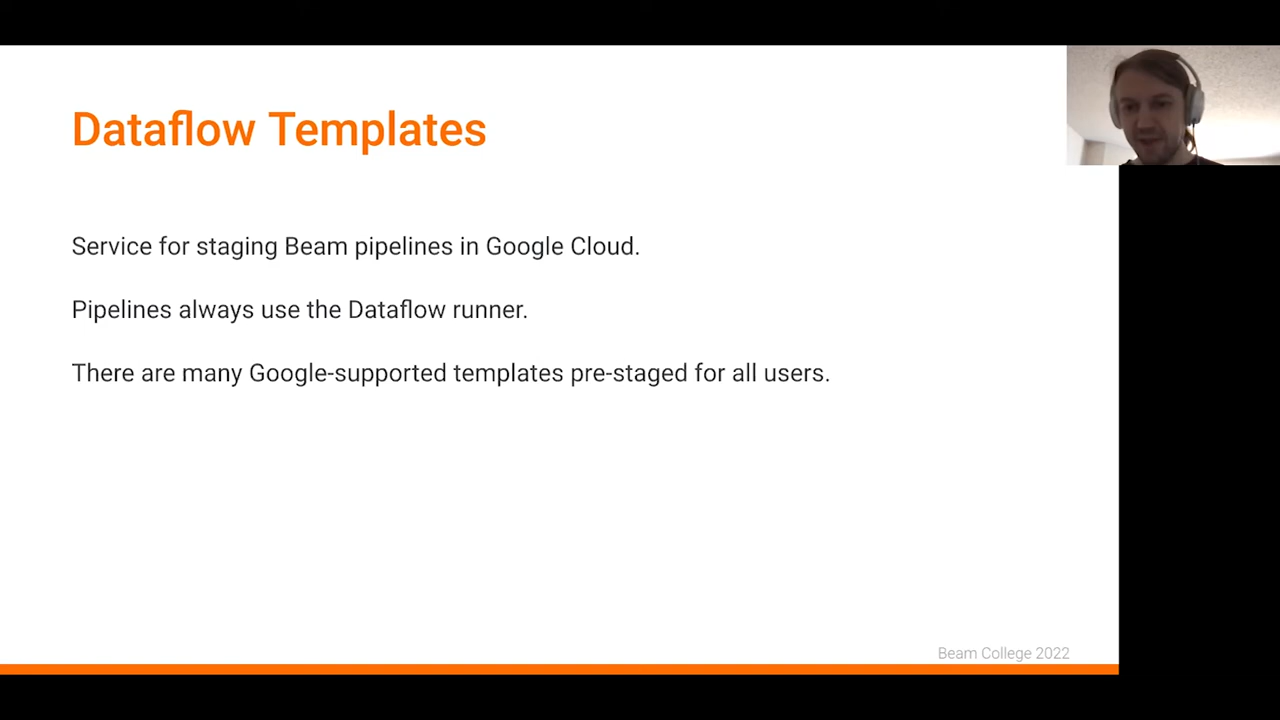 Dataflow Templates
Service for staging Beam pipelines in Google Cloud.
Pipelines always use the Dataflow runner.
There are many Google-supported templates pre-staged for all users.
Beam College 2022